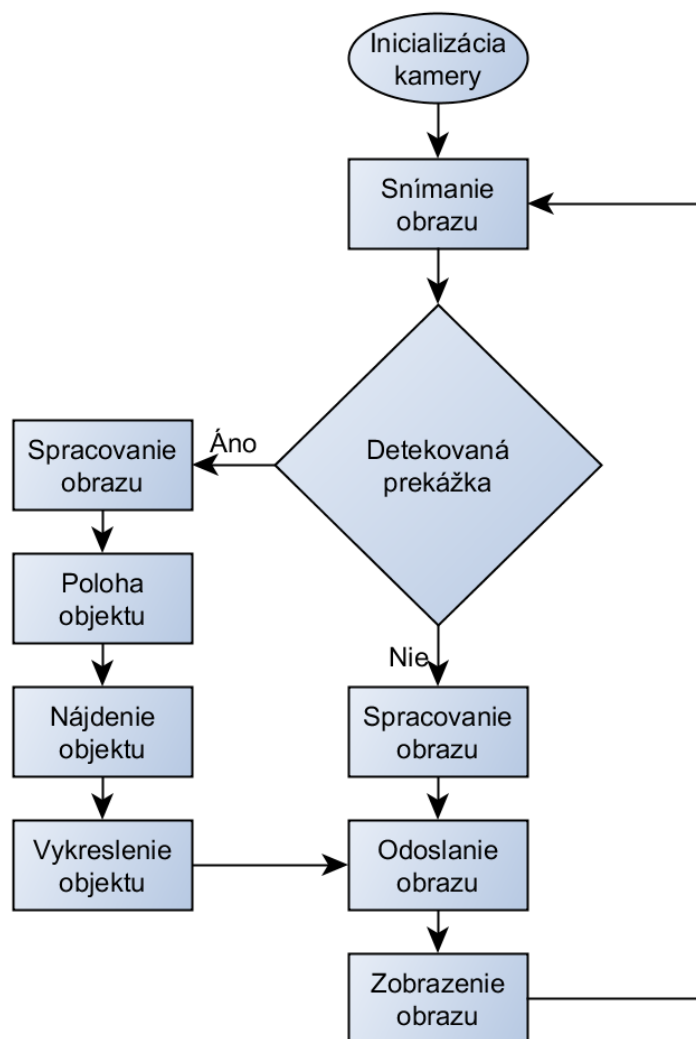 Inicializácia
kamery
Snímanie
obrazu
Detekovaná
prekážka
Áno
Spracovanie
obrazu
Poloha
objektu
Nájdenie
objektu
Vykreslenie
objektu
Nie
Spracovanie
obrazu
Odoslanie
obrazu
Zobrazenie
obrazu